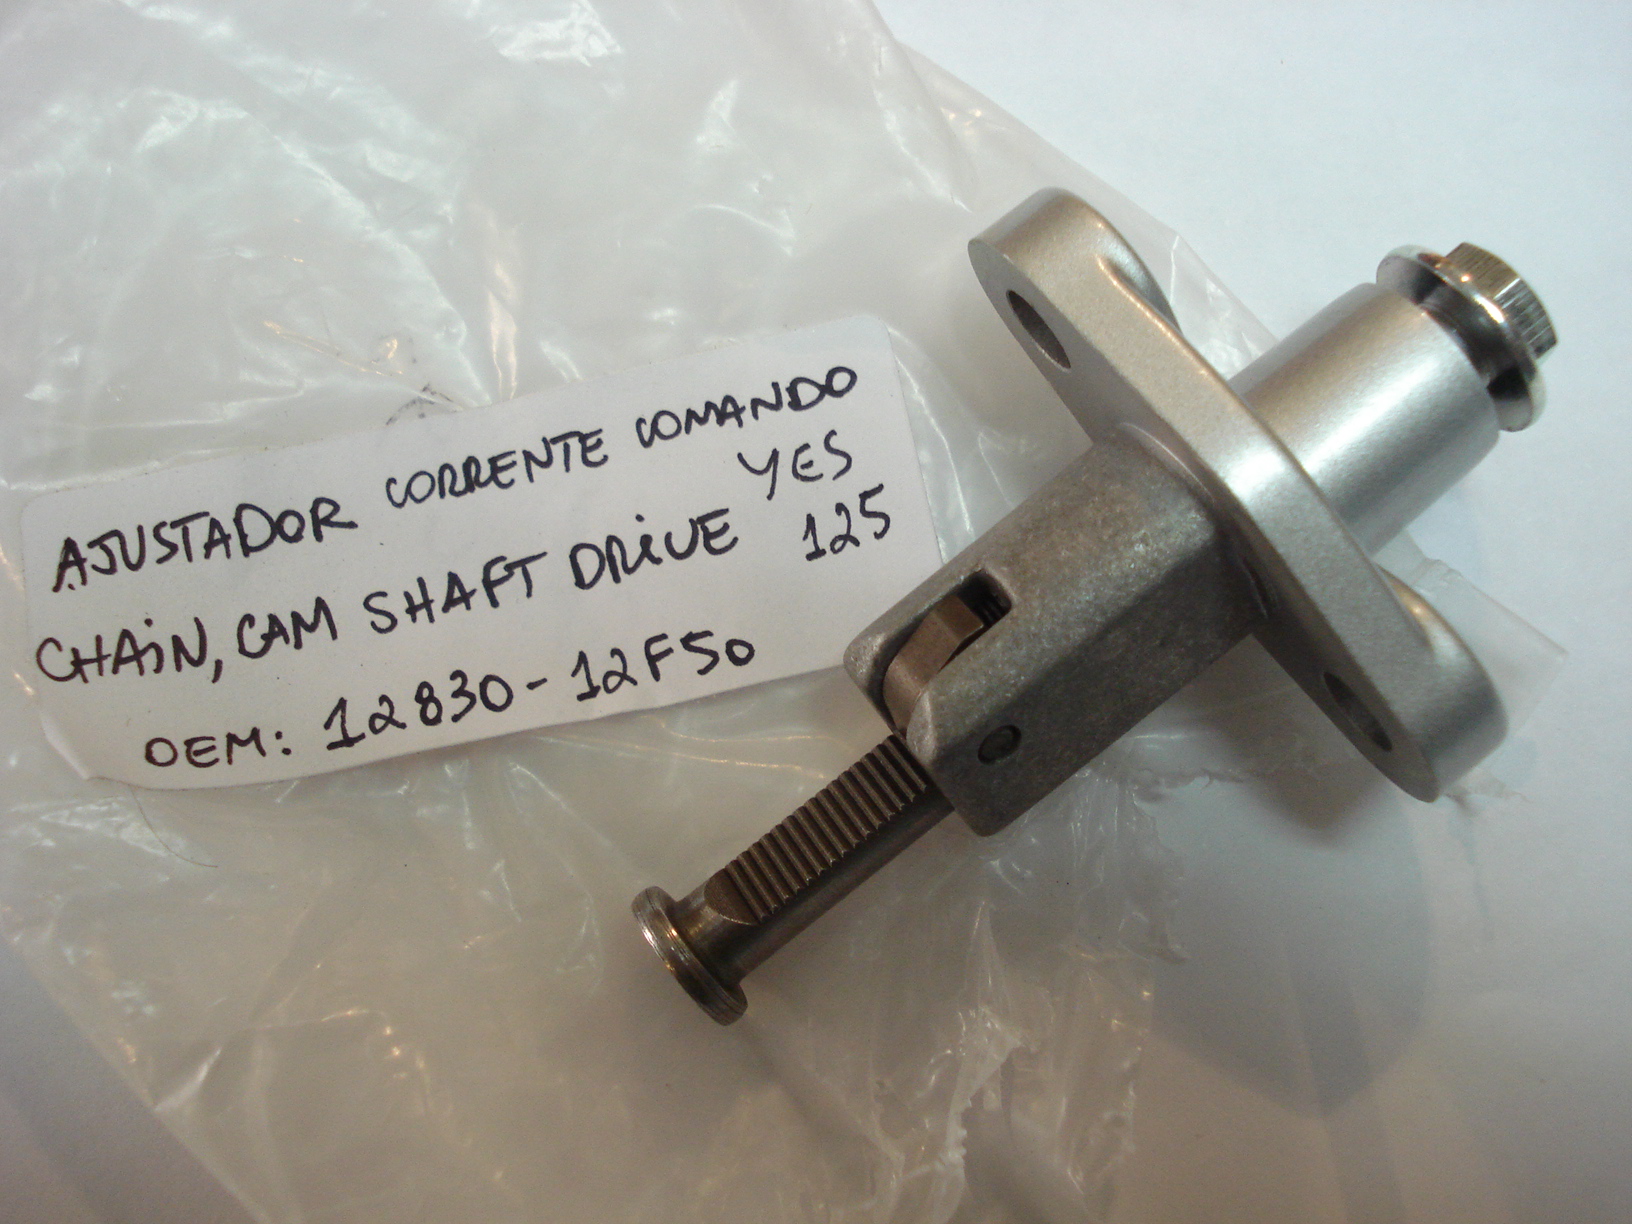 AJUSTADOR CORRENTE COMANDO
CHAIN, CAM SHAFT DRIVE YES
125
OEM: 12830-12F50